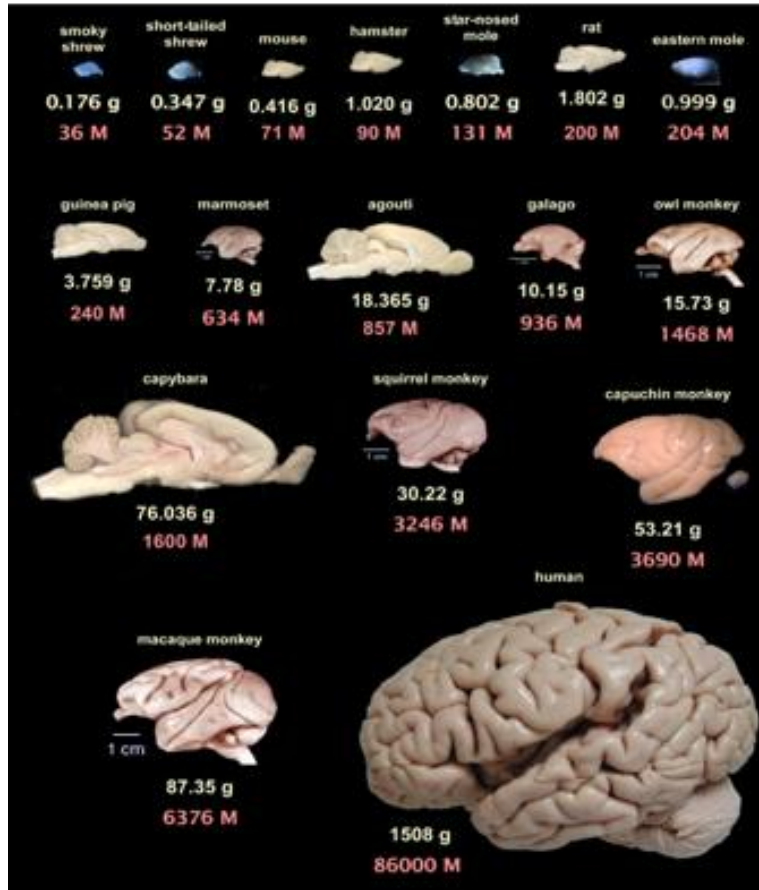 smoky
shrew
short-tailed
shrew
mouse
hamster
star-nosed
mole
rat
eastern mole
0.176 g
0.347 g
0.416 g
1.020 g
0.802 g
1.802 g
0.999 g
36 M
52 M
71 M
90 M
131 M
200 M
204 M
guinea pig
marmoset
agouti
galago
owl monkey
3.759 g
7.78 g
18.365 g
10.15 g
15.73 g
240 M
634 M
857 M
936 M
1468 M
1 cm
capybara
squirrel monkey
capuchin monkey
1 cm
76.036 g
30.22 g
53.21 g
1600 M
3246 M
3690 M
human
macaque monkey
1 cm
87.35 g
6376 M
1508 g
86000 M